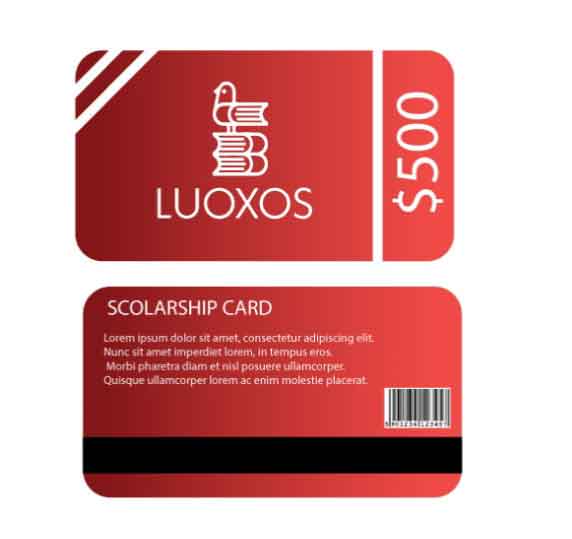 LUOXOS
$500
SCOLARSHIP CARD
Lorem ipsum dolor sit amet, consectetur adipiscing elit.
Nunc sit amet imperdiet lorem, in tempus eros.
Morbi pharetra diam et nisl posuere ullamcorper.
Quisque ullamcorper lorem ac enim molestie placerat.